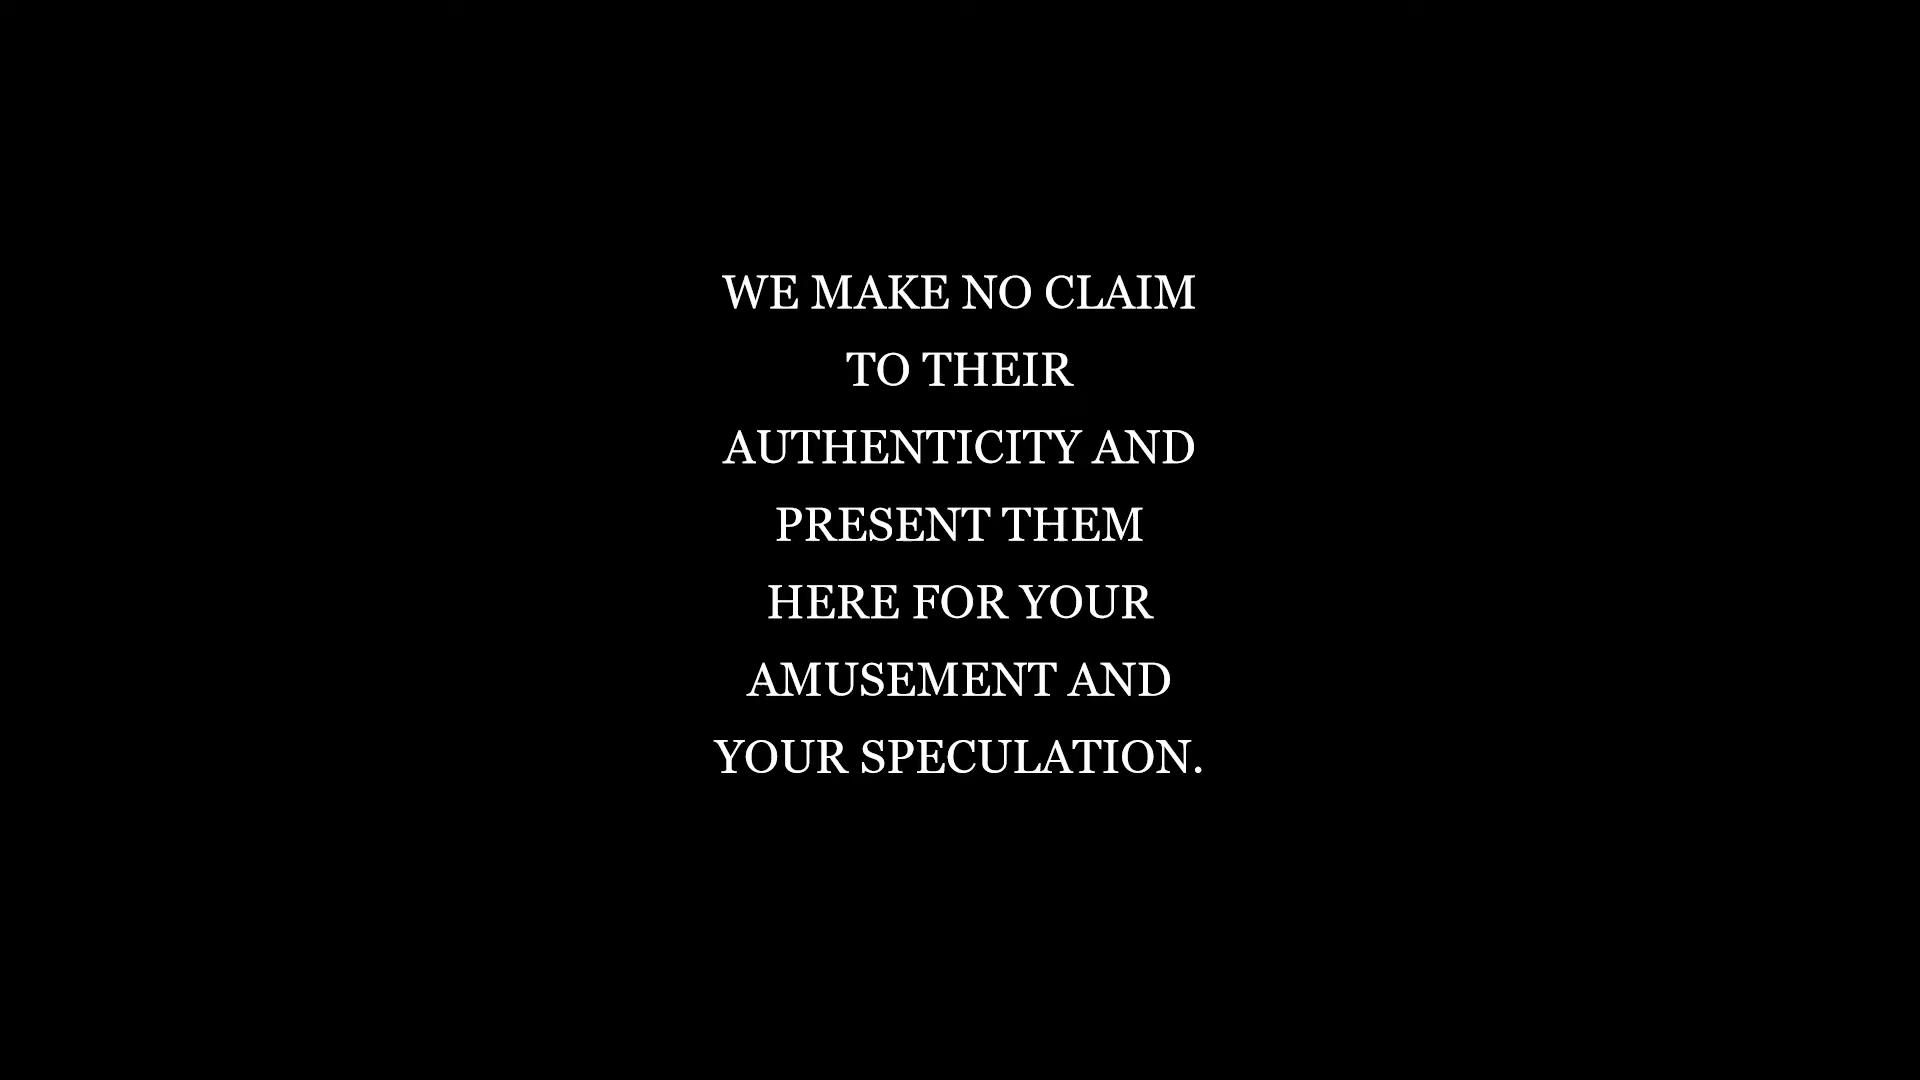 WE MAKE NO CLAIM
TO THEIR
AUTHENTICITY AND
PRESENT THEM
HERE FOR YOUR
AMUSEMENT AND
YOUR SPECULATION.